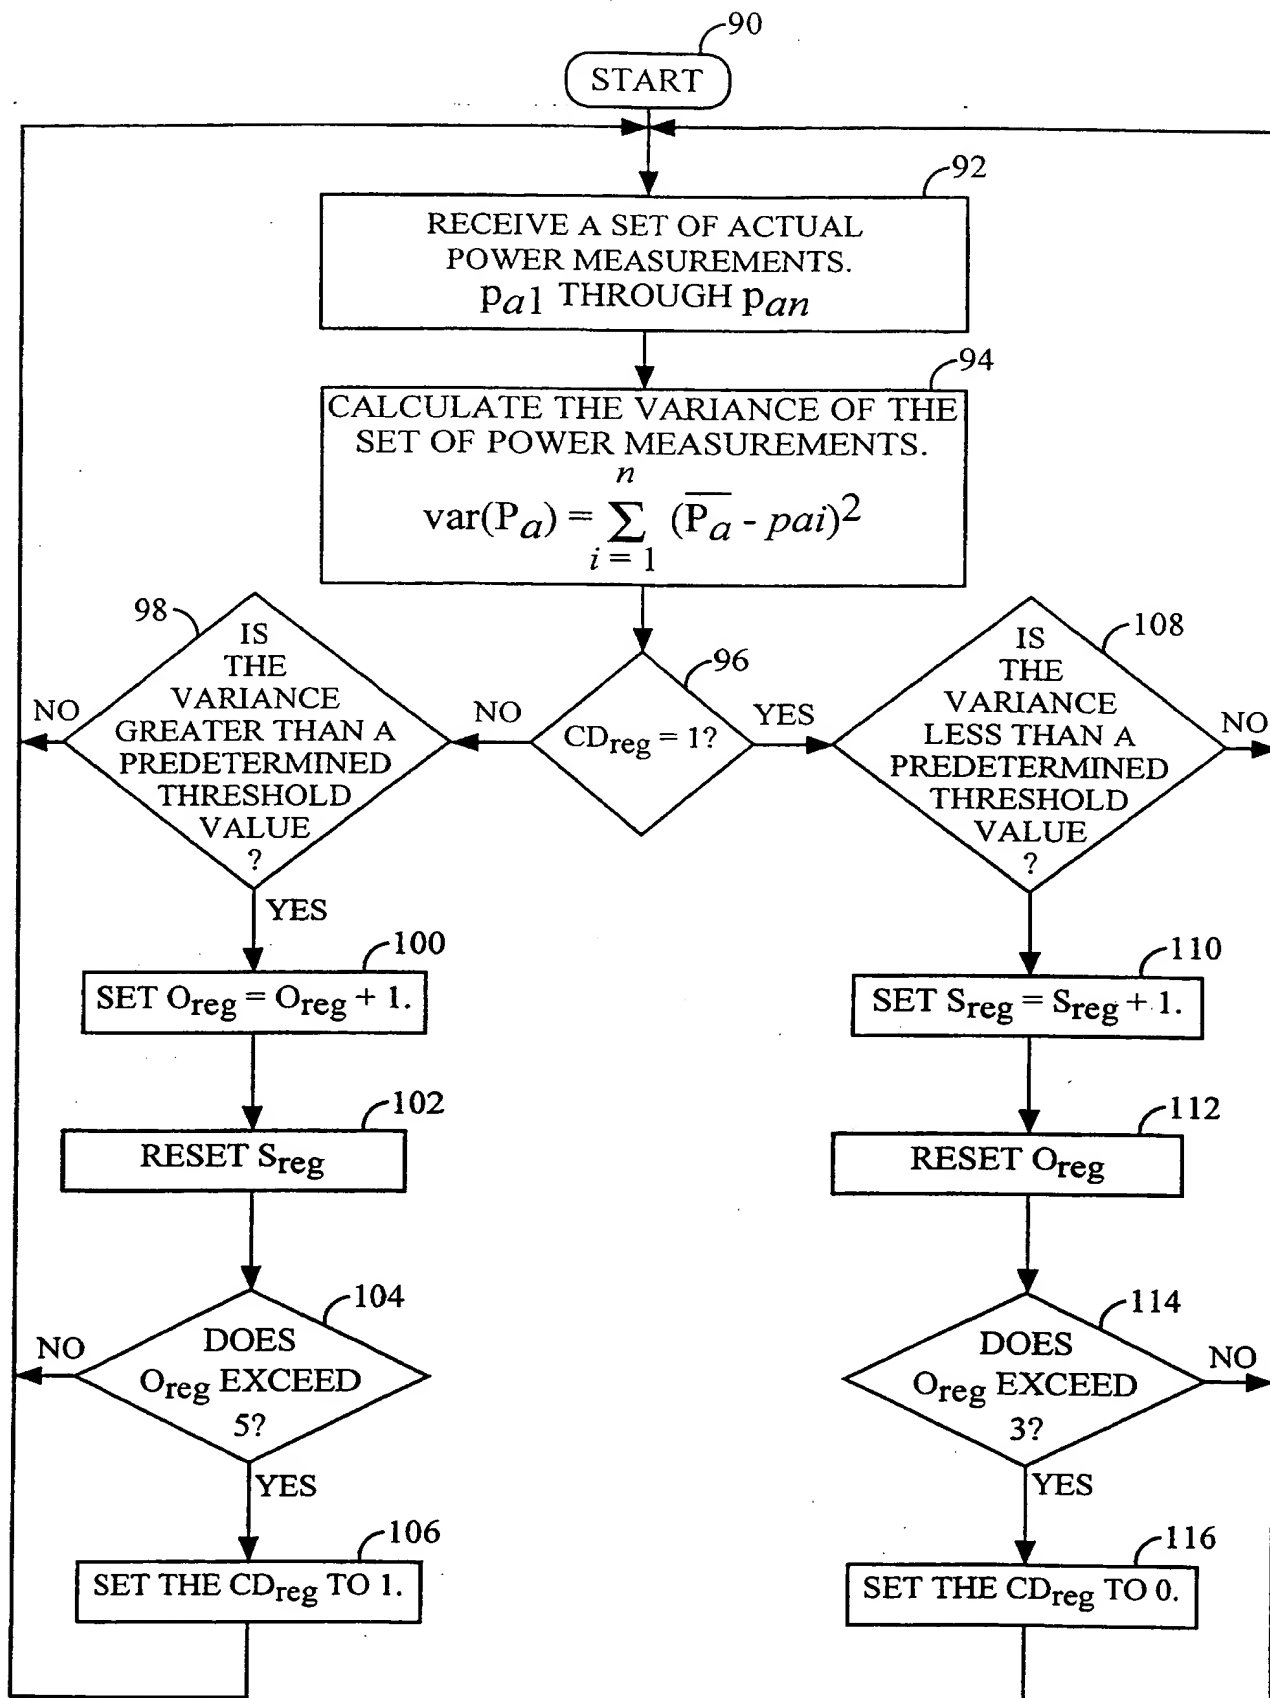 90
START
92
RECEIVE A SET OF ACTUAL
POWER MEASUREMENTS.
pa1 THROUGH pan
94
CALCULATE THE VARIANCE OF THE
SET OF POWER MEASUREMENTS.
n
var(Pa) = Σ (Pa - pai)2
i = 1
98
IS
THE
VARIANCE
GREATER THAN A
PREDETERMINED
THRESHOLD
VALUE
?
NO
YES
96
CDreg = 1?
NO
YES
108
IS
THE
VARIANCE
LESS THAN A
PREDETERMINED
THRESHOLD
VALUE
?
NO
100
SET Oreg = Oreg + 1.
110
SET Sreg = Sreg + 1.
102
RESET Sreg
112
RESET Oreg
104
DOES
Oreg EXCEED
5?
NO
YES
114
DOES
Oreg EXCEED
3?
NO
YES
106
SET THE CDreg TO 1.
116
SET THE CDreg TO 0.